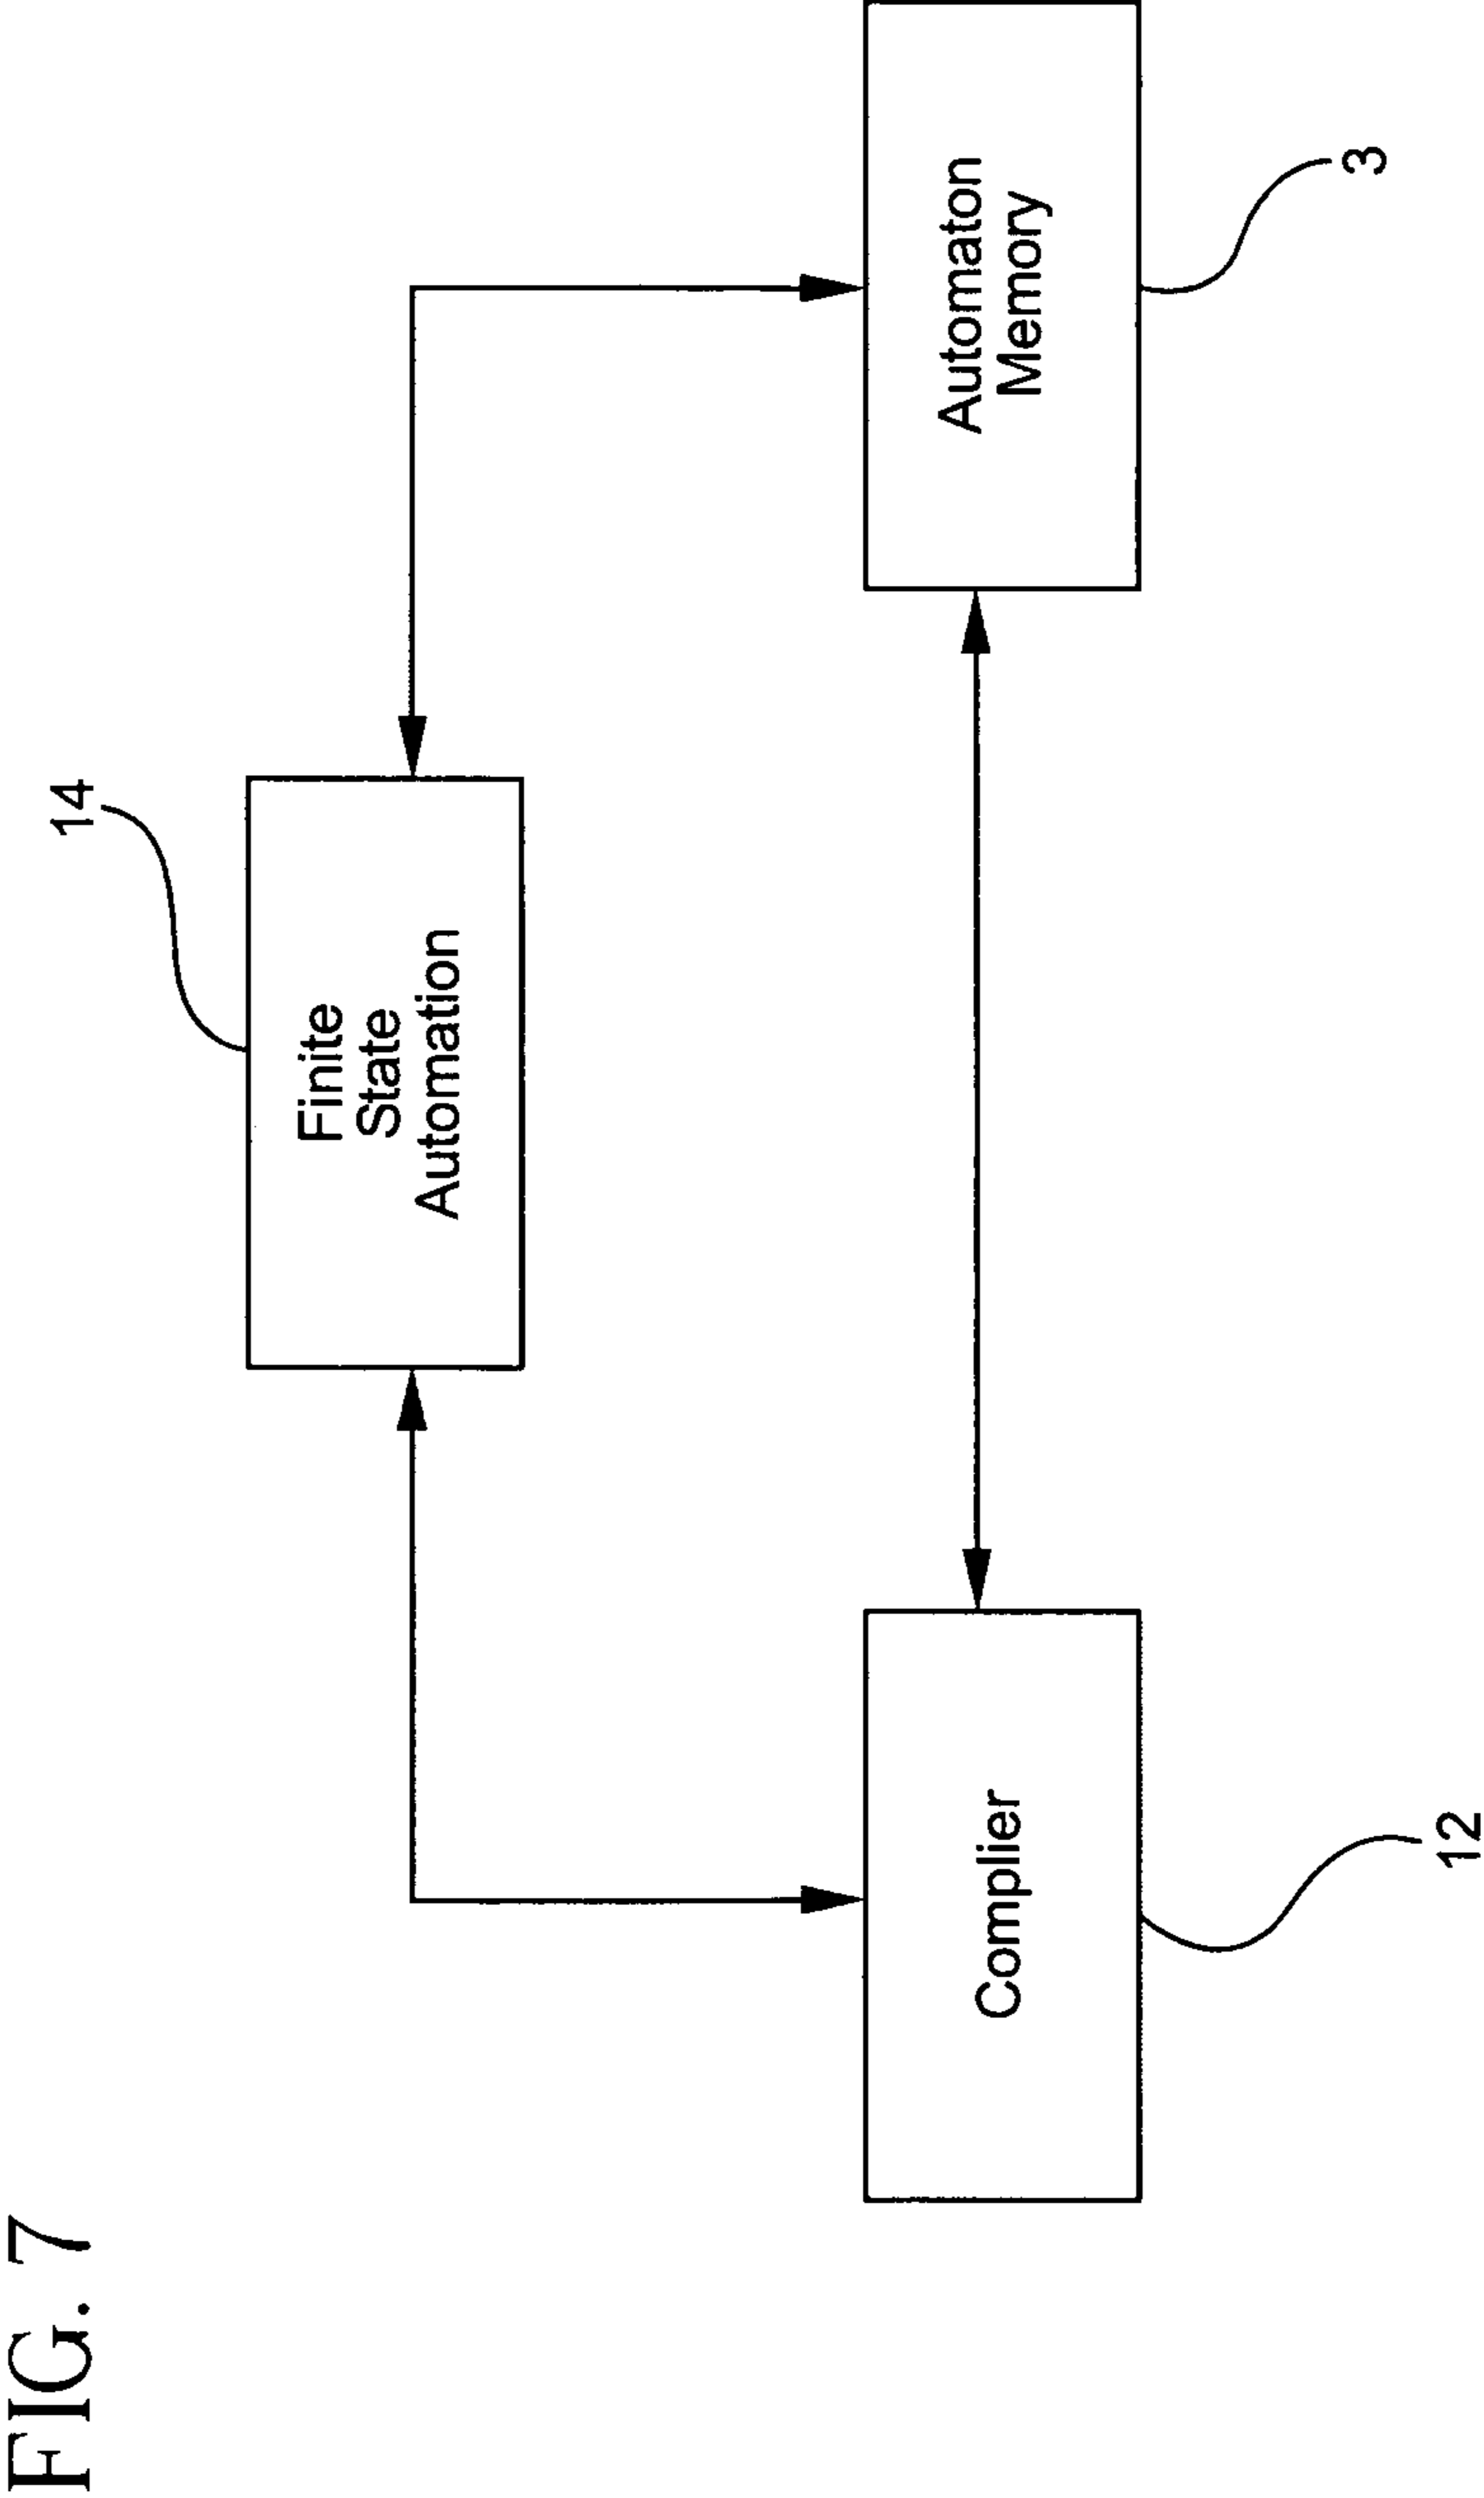 FIG. 7
14
Finite
State
Automation
Complier
12
Automaton
Memory
3